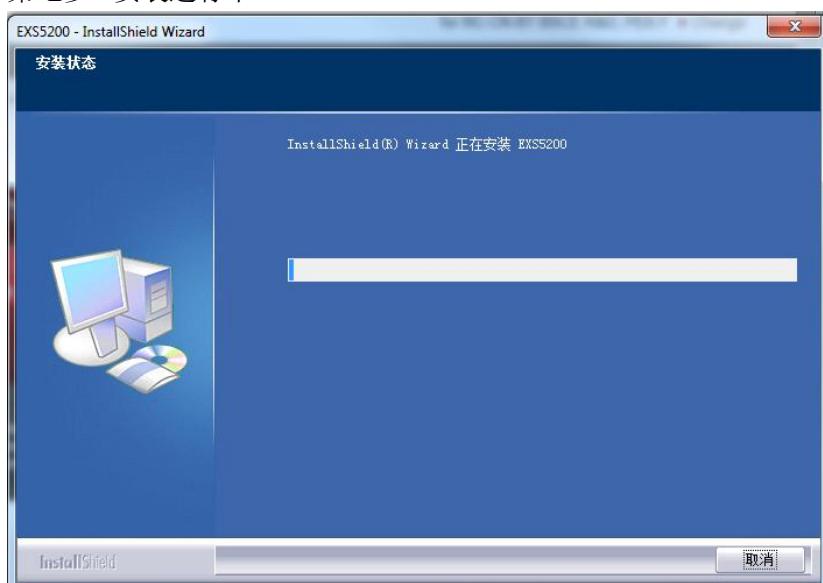 EXS5200 - InstallShield Wizard
安装状态
InstallShield(R) Wizard 正在安装 EXS5200
InstallShield
取消